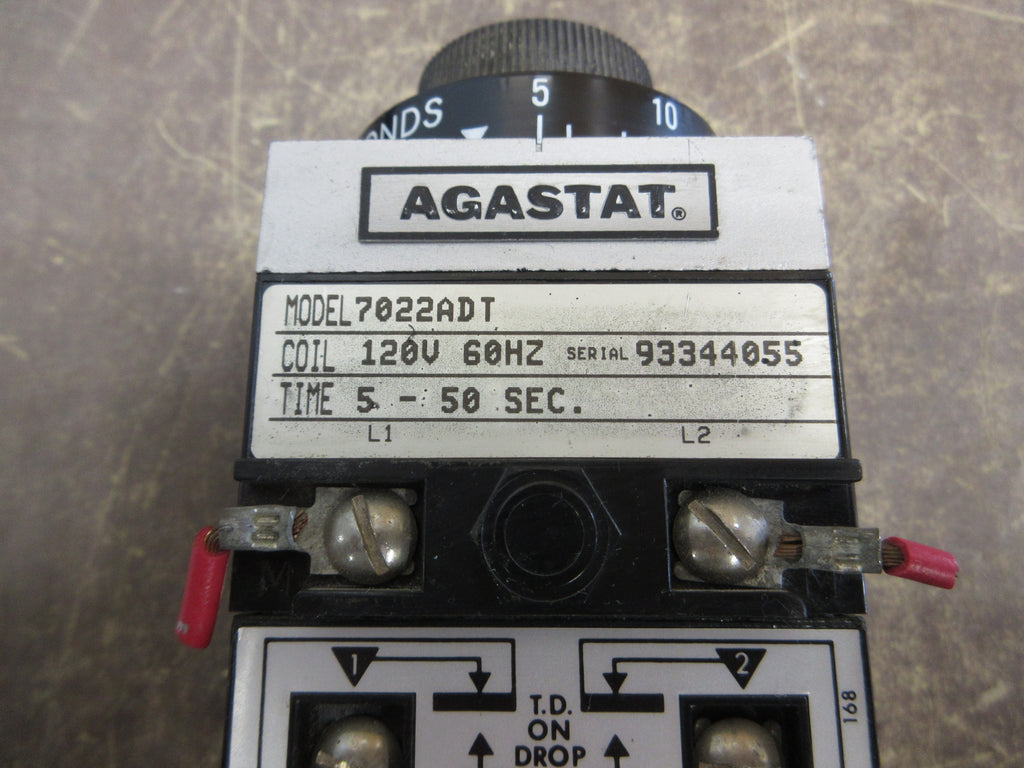 5
10
AGASTAT®
MODEL 7022ADT
COIL 120V 60HZ SERIAL 93344055
TIME 5 - 50 SEC.
L1 L2
1 2
T.D.
ON
DROP
168